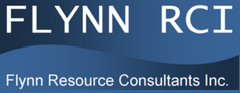 FLYNN RCI
Flynn Resource Consultants Inc.